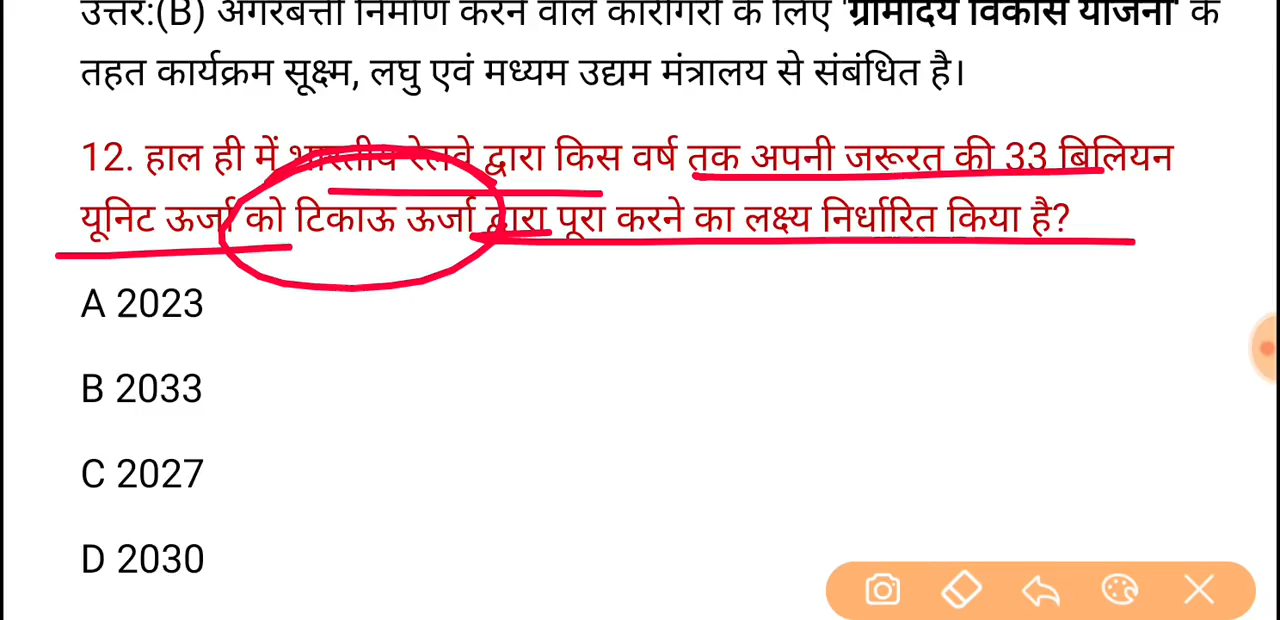 उत्तर:(B) अगरबत्ती निर्माण करने वाले कारीगरों के लिए 'ग्रामोदय विकास योजना' के
तहत कार्यक्रम सूक्ष्म, लघु एवं मध्यम उद्यम मंत्रालय से संबंधित है।
12. हाल ही में भारतीय रेलवे द्वारा किस वर्ष तक अपनी जरूरत की 33 बिलियन
यूनिट ऊर्जा को टिकाऊ ऊर्जा द्वारा पूरा करने का लक्ष्य निर्धारित किया है?
A 2023
B 2033
C 2027
D 2030